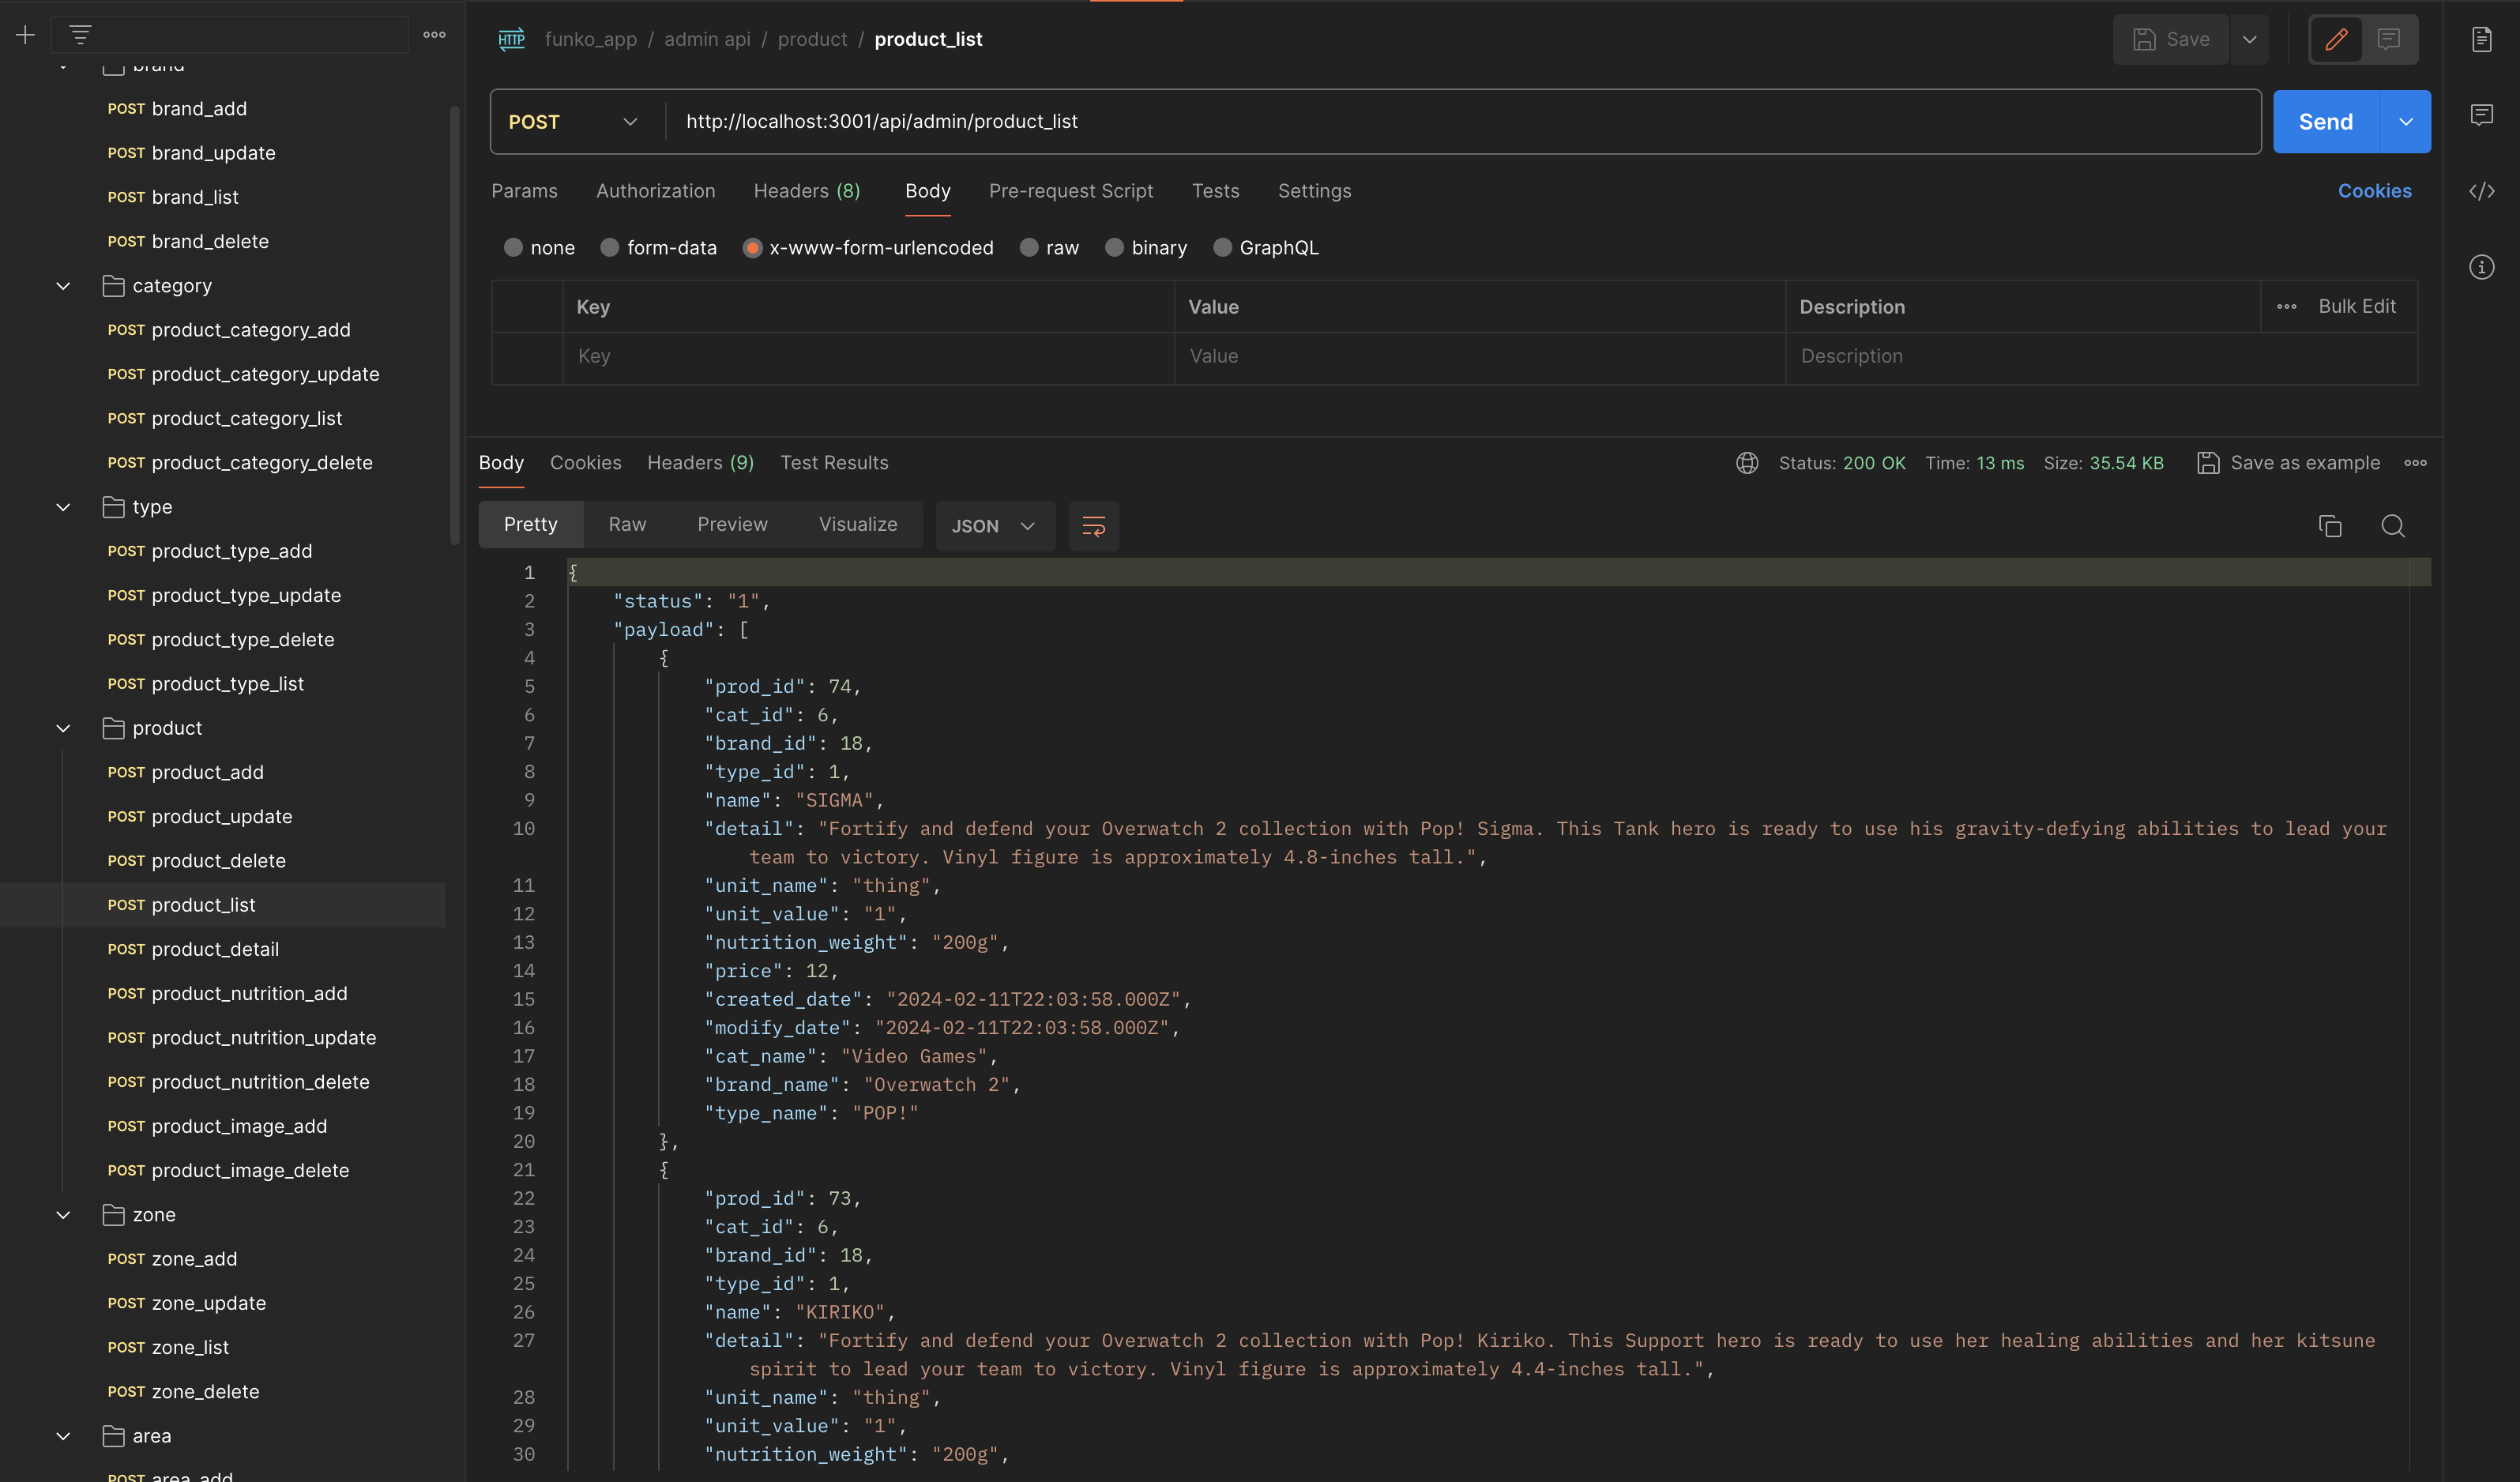 brand
POST brand_add
POST brand_update
POST brand_list
POST brand_delete
category
POST product_category_add
POST product_category_update
POST product_category_list
POST product_category_delete
type
POST product_type_add
POST product_type_update
POST product_type_delete
POST product_type_list
product
POST product_add
POST product_update
POST product_delete
POST product_list
POST product_detail
POST product_nutrition_add
POST product_nutrition_update
POST product_nutrition_delete
POST product_image_add
POST product_image_delete
zone
POST zone_add
POST zone_update
POST zone_list
POST zone_delete
area
POST area_add
HTTP funko_app / admin api / product / product_list
Save
POST http://localhost:3001/api/admin/product_list
Send
Params Authorization Headers (8) Body Pre-request Script Tests Settings Cookies
none form-data x-www-form-urlencoded raw binary GraphQL
Key Value Description Bulk Edit
Key Value Description
Body Cookies Headers (9) Test Results Status: 200 OK Time: 13 ms Size: 35.54 KB Save as example
Pretty Raw Preview Visualize JSON
1 {
2 "status": "1",
3 "payload": [
4 {
5 "prod_id": 74,
6 "cat_id": 6,
7 "brand_id": 18,
8 "type_id": 1,
9 "name": "SIGMA",
10 "detail": "Fortify and defend your Overwatch 2 collection with Pop! Sigma. This Tank hero is ready to use his gravity-defying abilities to lead your
team to victory. Vinyl figure is approximately 4.8-inches tall.",
11 "unit_name": "thing",
12 "unit_value": "1",
13 "nutrition_weight": "200g",
14 "price": 12,
15 "created_date": "2024-02-11T22:03:58.000Z",
16 "modify_date": "2024-02-11T22:03:58.000Z",
17 "cat_name": "Video Games",
18 "brand_name": "Overwatch 2",
19 "type_name": "POP!"
20 },
21 {
22 "prod_id": 73,
23 "cat_id": 6,
24 "brand_id": 18,
25 "type_id": 1,
26 "name": "KIRIKO",
27 "detail": "Fortify and defend your Overwatch 2 collection with Pop! Kiriko. This Support hero is ready to use her healing abilities and her kitsune
spirit to lead your team to victory. Vinyl figure is approximately 4.4-inches tall.",
28 "unit_name": "thing",
29 "unit_value": "1",
30 "nutrition_weight": "200g",